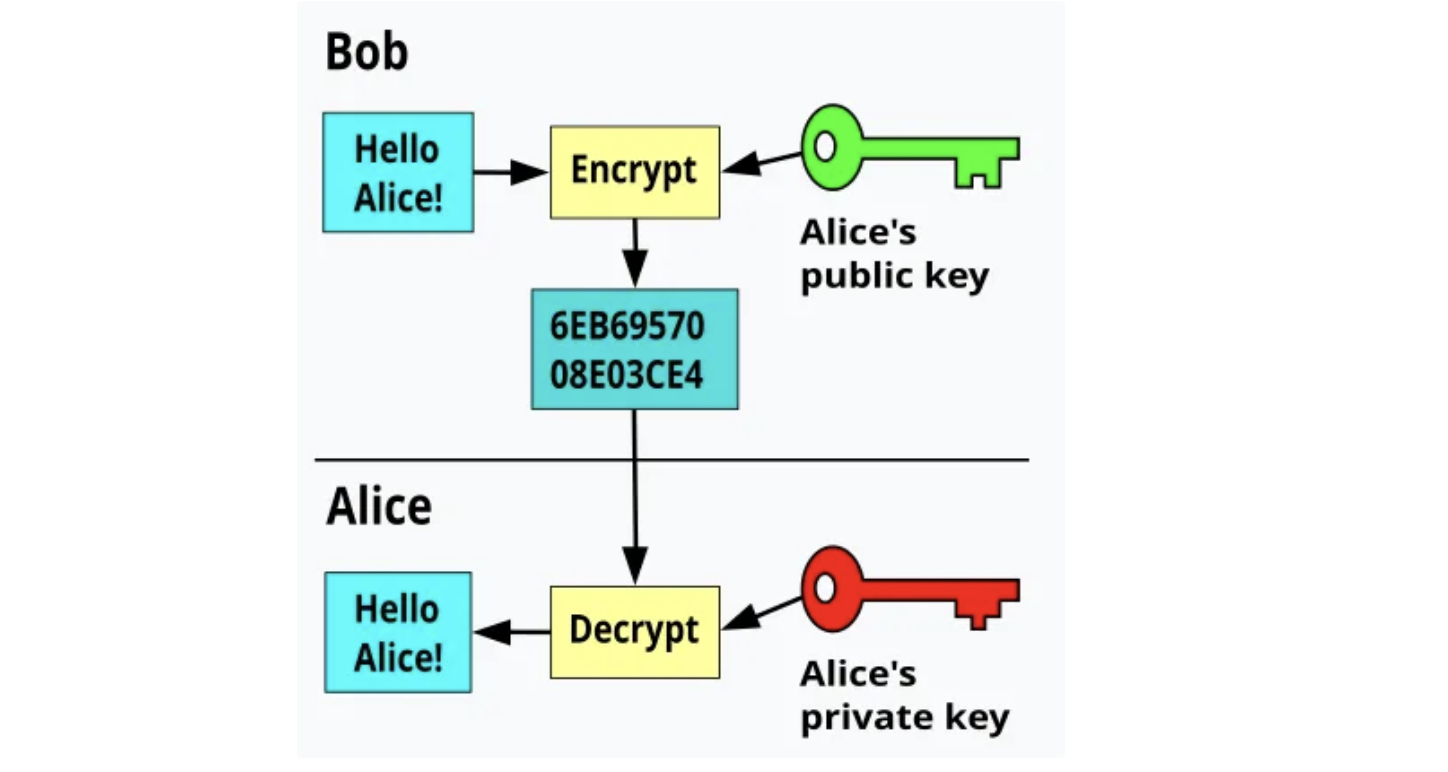 Bob
Hello
Alice!
Encrypt
Alice's
public key
6EB69570
08E03CE4
Alice
Hello
Alice!
Decrypt
Alice's
private key